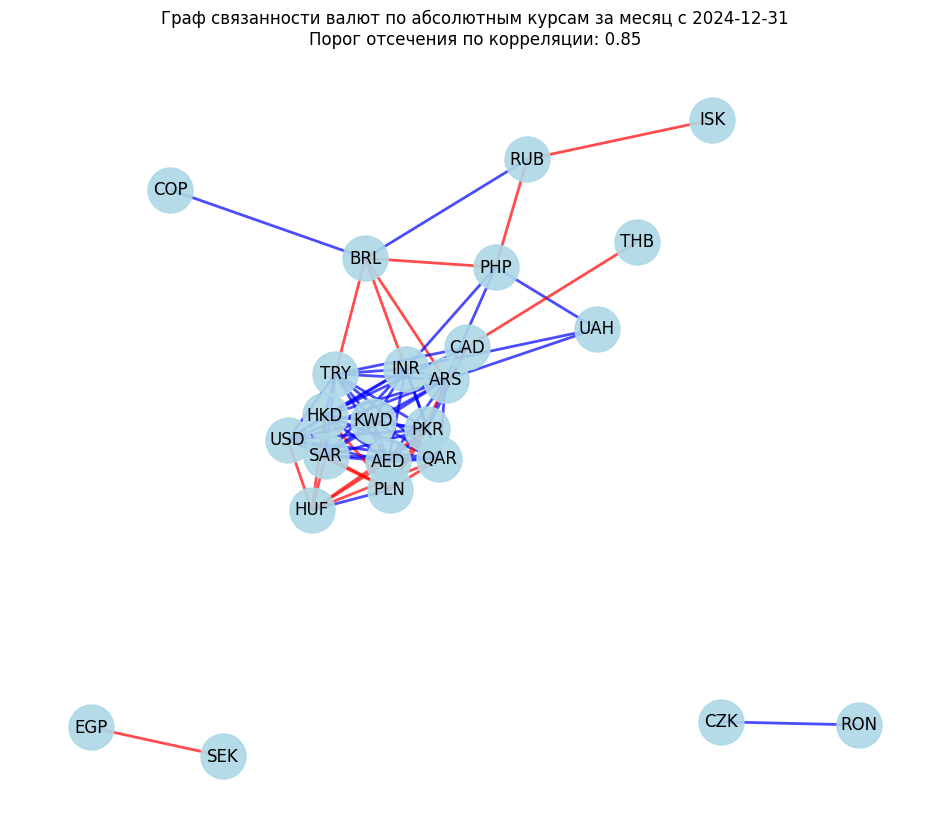 Граф связанности валют по абсолютным курсам за месяц с 2024-12-31
Порог отсечения по корреляции: 0.85
ISK
RUB
COP
THB
BRL
PHP
UAH
CAD
INR
TRY
ARS
HKD
KWD
PKR
USD
SAR
AED
QAR
PLN
HUF
CZK
RON
EGP
SEK